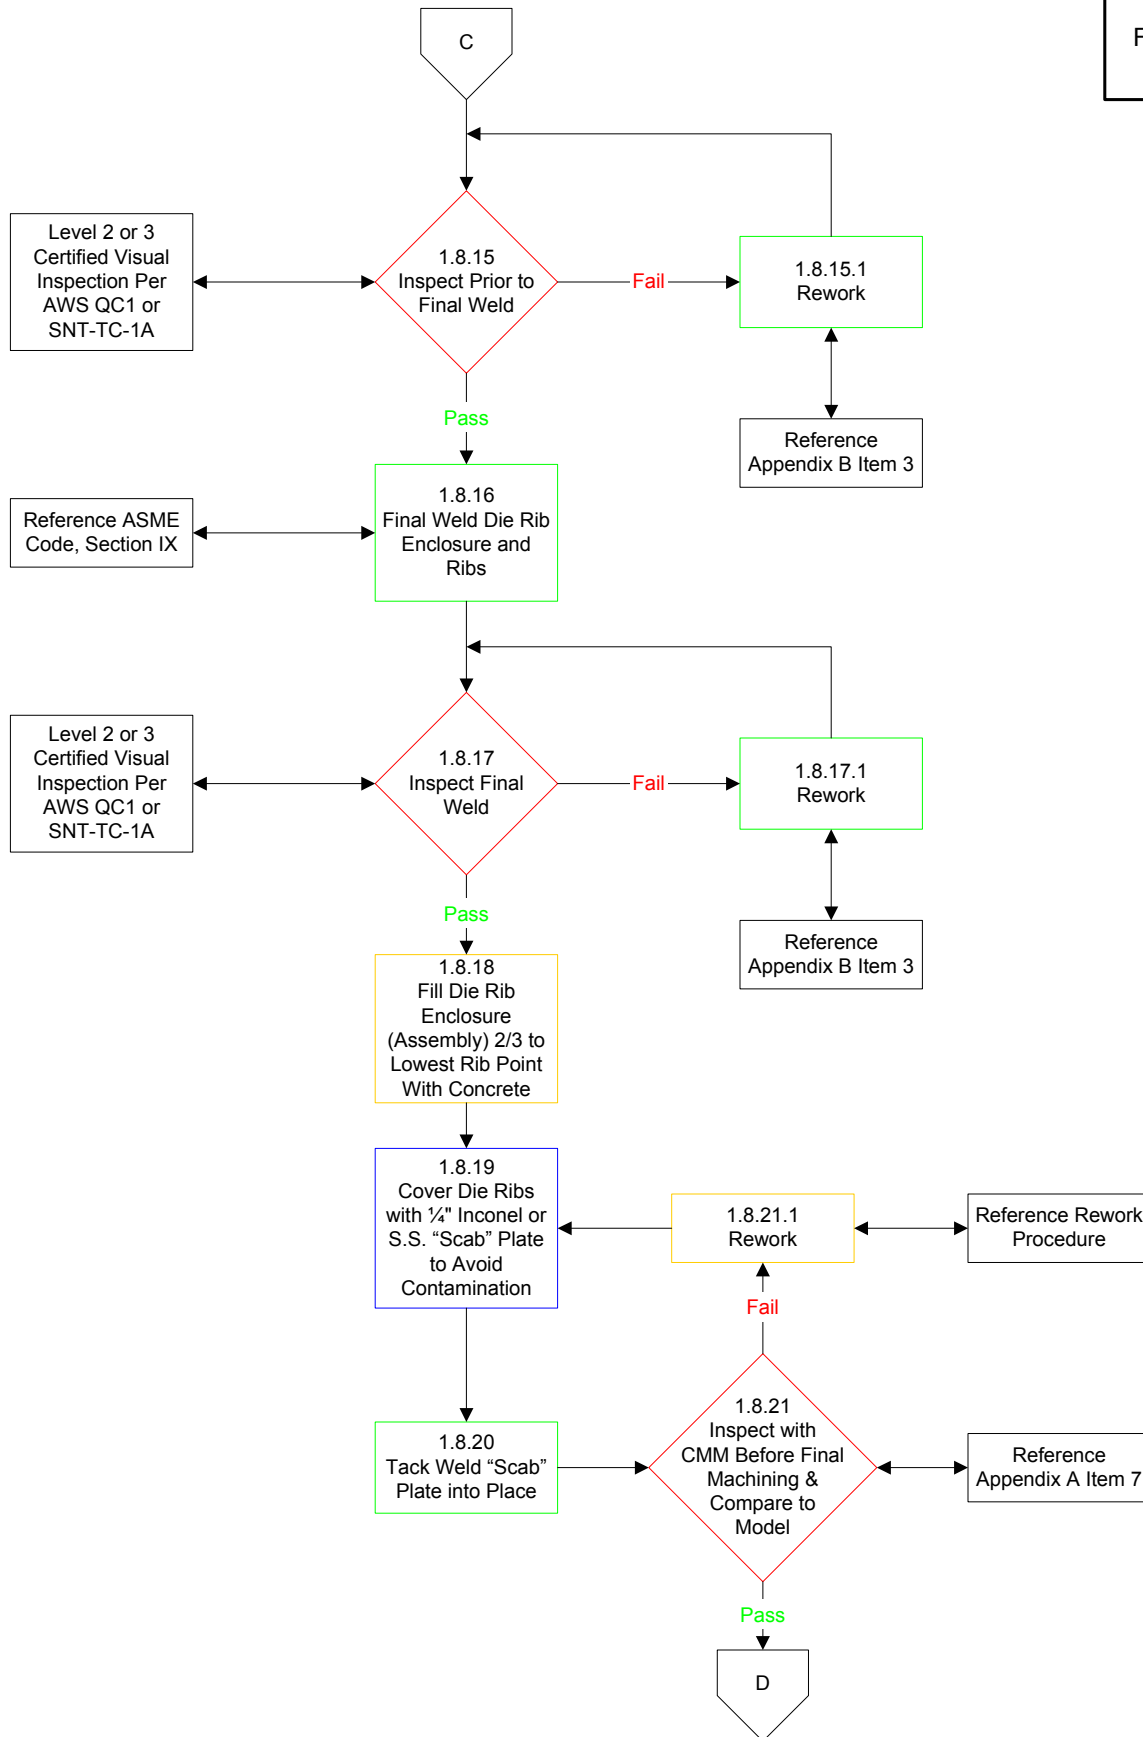 C
F
Level 2 or 3
Certified Visual
Inspection Per
AWS QC1 or
SNT-TC-1A
1.8.15
Inspect Prior to
Final Weld
Fail
1.8.15.1
Rework
Pass
Reference
Appendix B Item 3
Reference ASME
Code, Section IX
1.8.16
Final Weld Die Rib
Enclosure and
Ribs
Level 2 or 3
Certified Visual
Inspection Per
AWS QC1 or
SNT-TC-1A
1.8.17
Inspect Final
Weld
Fail
1.8.17.1
Rework
Pass
Reference
Appendix B Item 3
1.8.18
Fill Die Rib
Enclosure
(Assembly) 2/3 to
Lowest Rib Point
With Concrete
1.8.19
Cover Die Ribs
with ¼" Inconel or
S.S. “Scab” Plate
to Avoid
Contamination
1.8.21.1
Rework
Reference Rework
Procedure
Fail
1.8.20
Tack Weld “Scab”
Plate into Place
1.8.21
Inspect with
CMM Before Final
Machining &
Compare to
Model
Reference
Appendix A Item 7
Pass
D